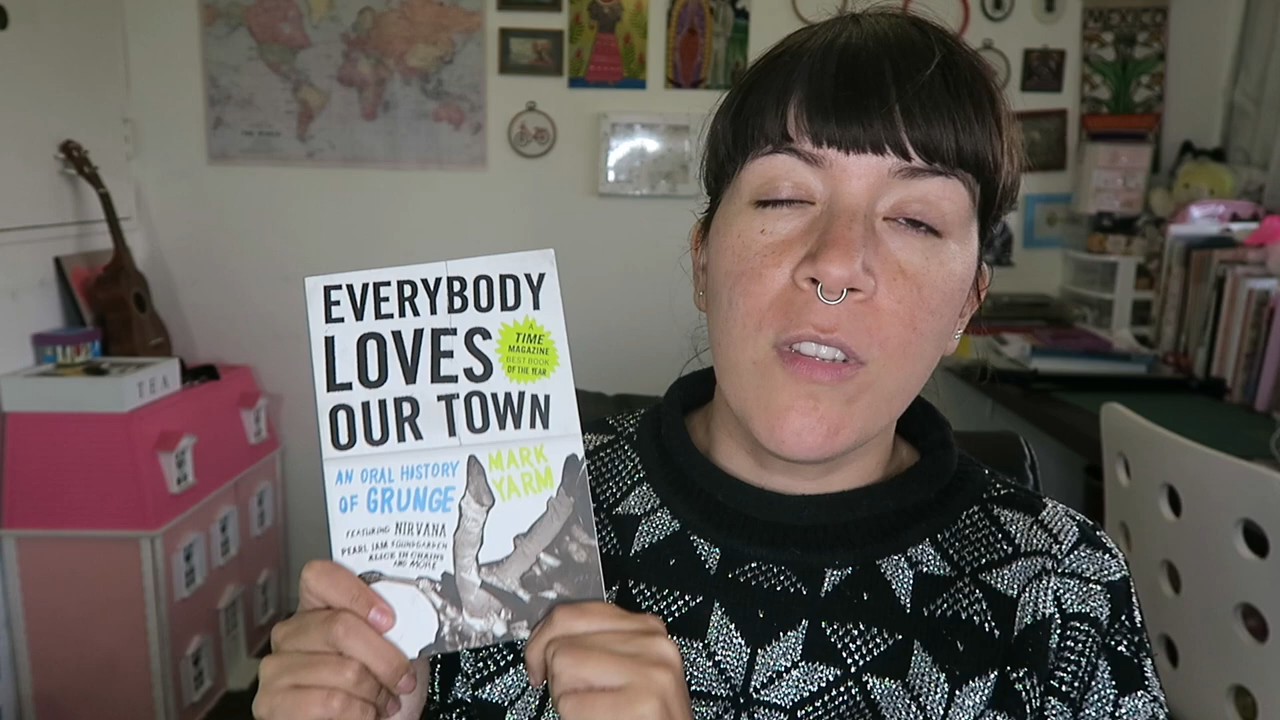 MEXICO
EVERYBODY
LOVES
OUR TOWN
A
TIME
MAGAZINE
BEST BOOK
OF THE YEAR
AN ORAL HISTORY
OF GRUNGE
MARK
YARM
FEATURING NIRVANA
PEARL JAM SOUNDGARDEN
ALICE IN CHAINS
AND MORE
TEA